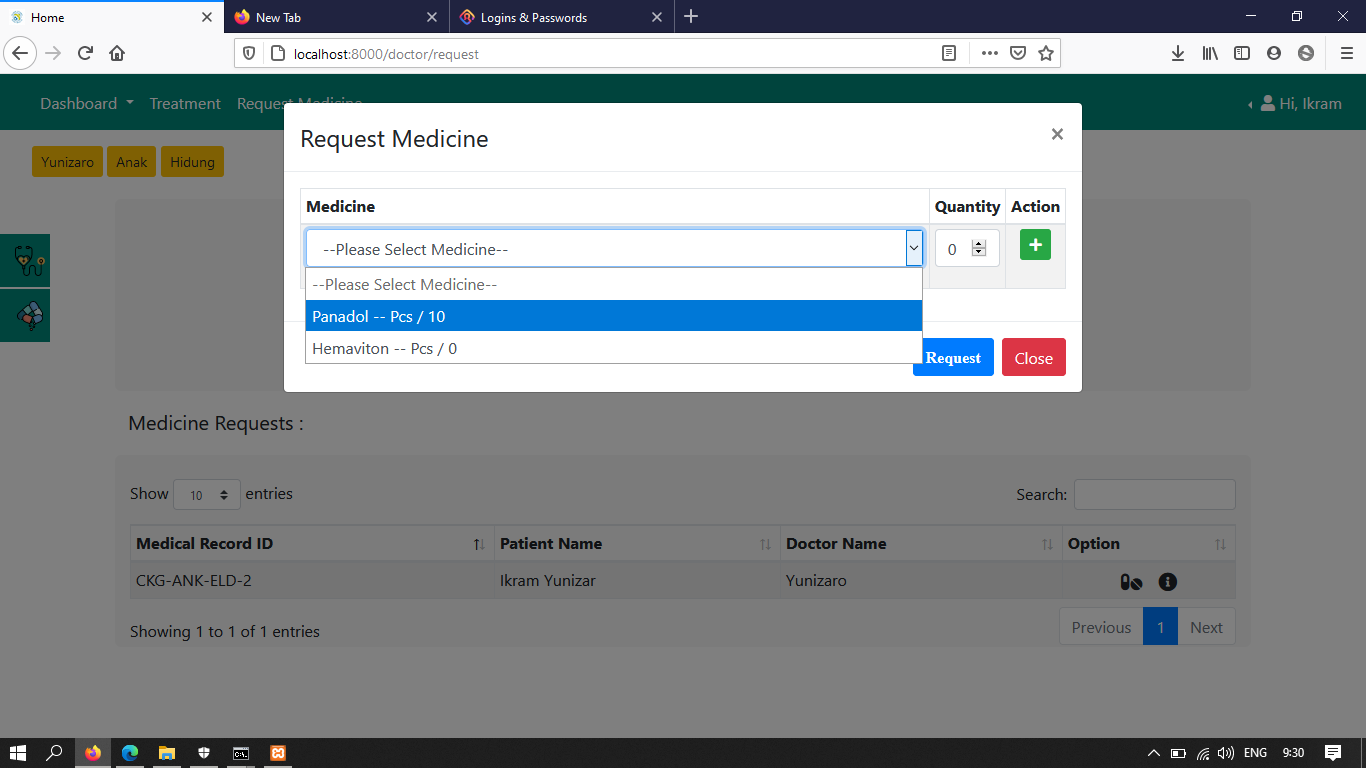 Home
New Tab
Logins & Passwords
localhost:8000/doctor/request
Dashboard
Treatment
Request Medicine
Hi, Ikram
Yunizaro
Anak
Hidung
Request Medicine
×
Medicine
Quantity
Action
--Please Select Medicine--
0
--Please Select Medicine--
Panadol -- Pcs / 10
Hemaviton -- Pcs / 0
Request
Close
Medicine Requests :
Show 10 entries
Search:
Medical Record ID
Patient Name
Doctor Name
Option
CKG-ANK-ELD-2
Ikram Yunizar
Yunizaro
Showing 1 to 1 of 1 entries
Previous
1
Next
ENG
9:30